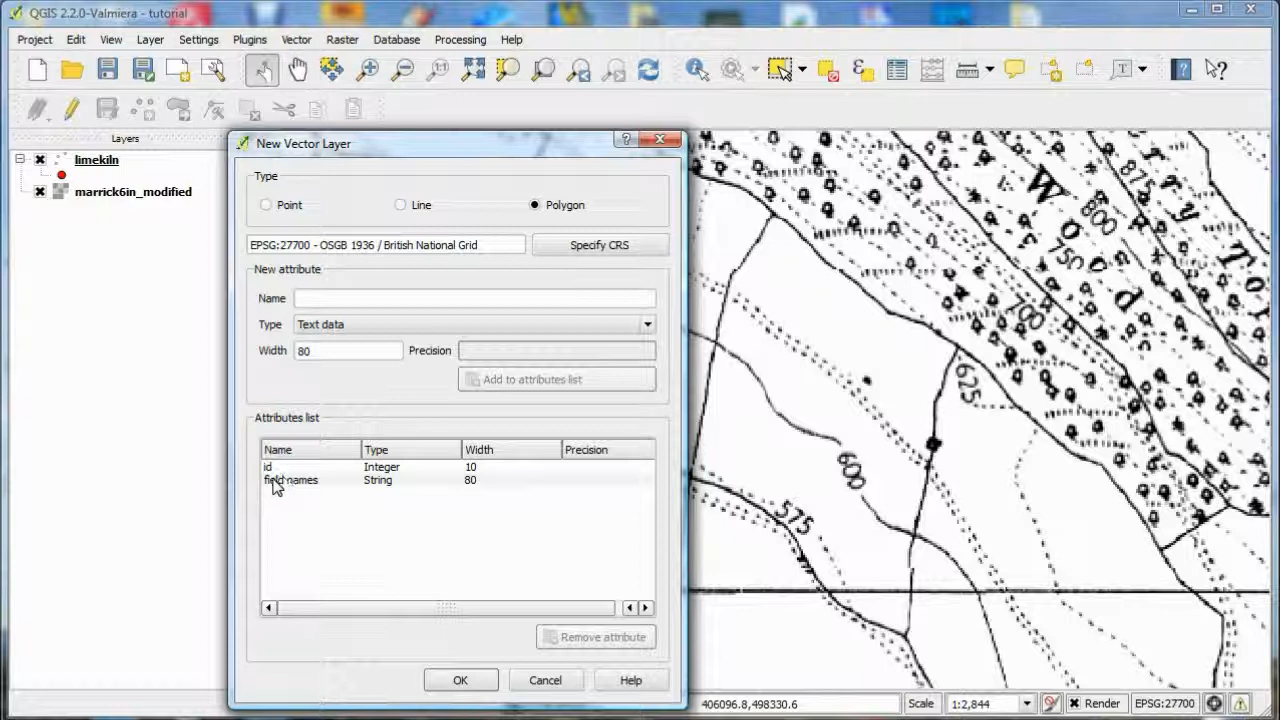 QGIS 2.2.0-Valmiera - tutorial
Project Edit View Layer Settings Plugins Vector Raster Database Processing Help
Layers
limekiln
marrick6in_modified
New Vector Layer
Type
Point Line Polygon
EPSG:27700 - OSGB 1936 / British National Grid Specify CRS
New attribute
Name
Type Text data
Width 80 Precision
Add to attributes list
Attributes list
Name Type Width Precision
id Integer 10
field names String 80
Remove attribute
OK Cancel Help
Wood
rry To
875
800
750
700
625
600
575
406096.8,498330.6 Scale 1:2,844 Render EPSG:27700